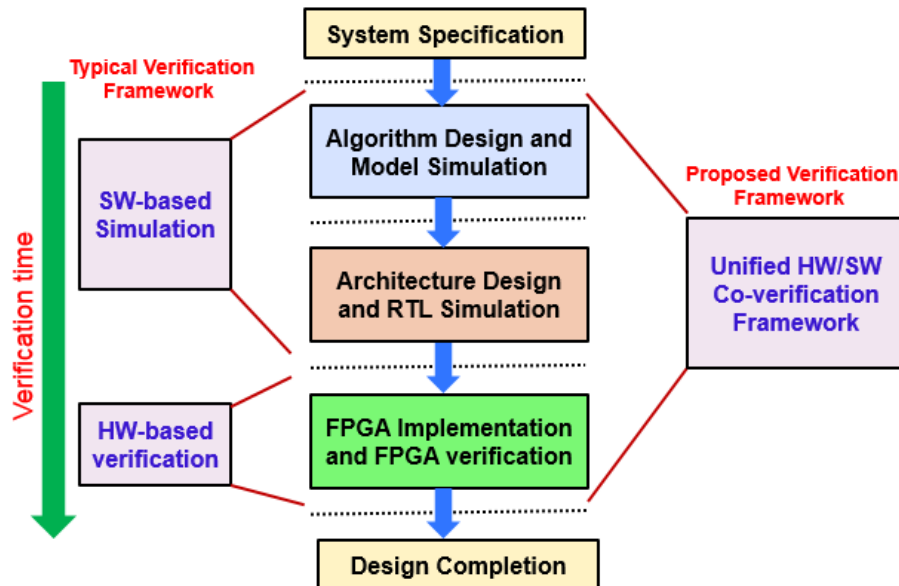 System Specification
Typical Verification
Framework
Algorithm Design and
Model Simulation
SW-based
Simulation
Proposed Verification
Framework
Architecture Design
and RTL Simulation
Unified HW/SW
Co-verification
Framework
Verification time
HW-based
verification
FPGA Implementation
and FPGA verification
Design Completion